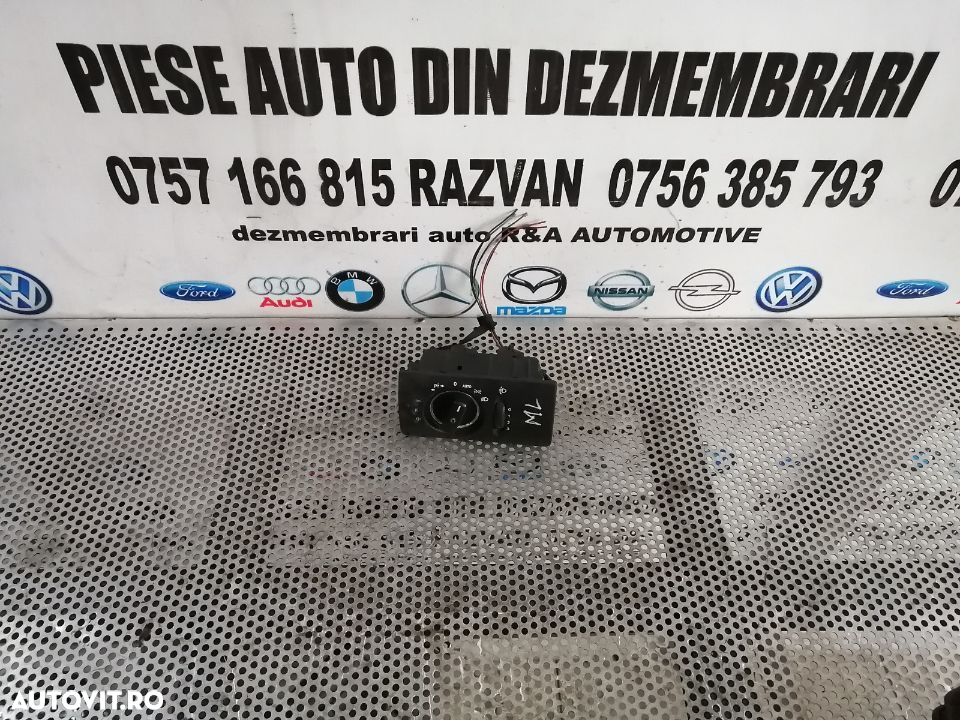 PIESE AUTO DIN DEZMEMBRARI
0757 166 815 RAZVAN 0756 385 793
dezmembrari auto R&A AUTOMOTIVE
Ford Audi BMW mazda NISSAN Ford
AUTO
ML
AUTOVIT.RO